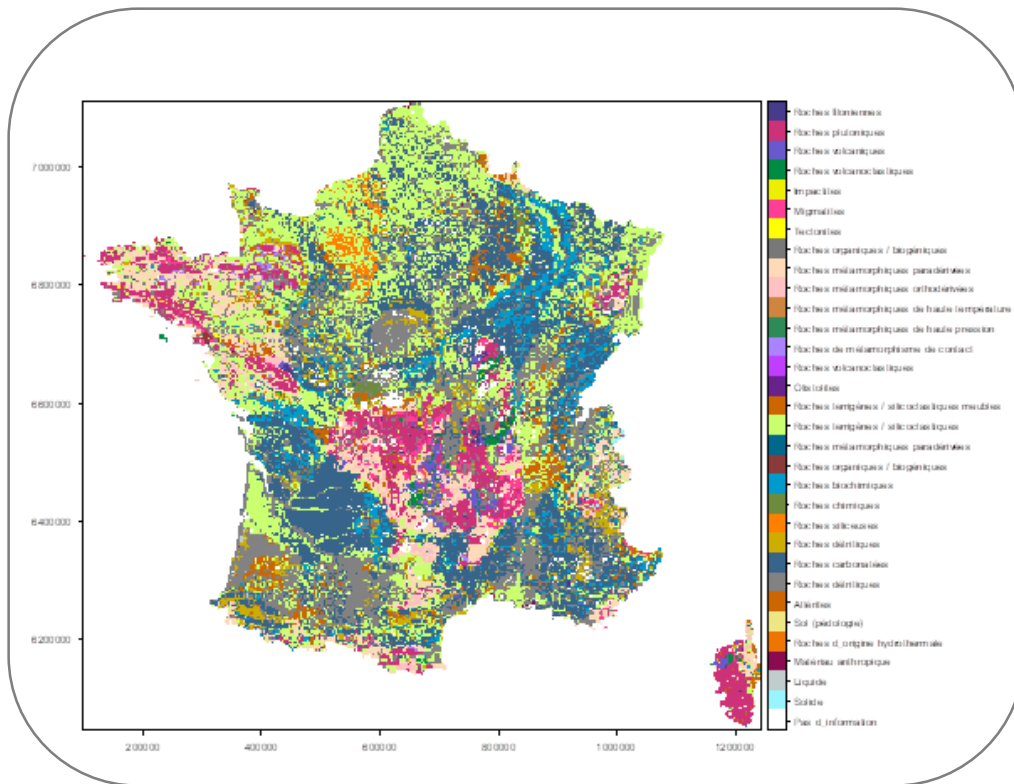 7000000
6800000
6600000
6400000
6200000
200000
400000
600000
800000
1000000
1200000
Roches filoniennes
Roches plutoniques
Roches volcaniques
Roches volcanoclastiques
Impactites
Migmatites
Tectonites
Roches organiques / biogéniques
Roches métamorphiques paradérivées
Roches métamorphiques orthodérivées
Roches métamorphiques de haute température
Roches métamorphiques de haute pression
Roches de métamorphisme de contact
Roches volcanoclastiques
Olistolites
Roches terrigènes / silicoclastiques meubles
Roches terrigènes / silicoclastiques
Roches métamorphiques paradérivées
Roches organiques / biogéniques
Roches biochimiques
Roches chimiques
Roches siliceuses
Roches détritiques
Roches carbonatées
Roches détritiques
Altérites
Sol (pédologie)
Roches d_origine hydrothermale
Matériau anthropique
Liquide
Solide
Pas d_information